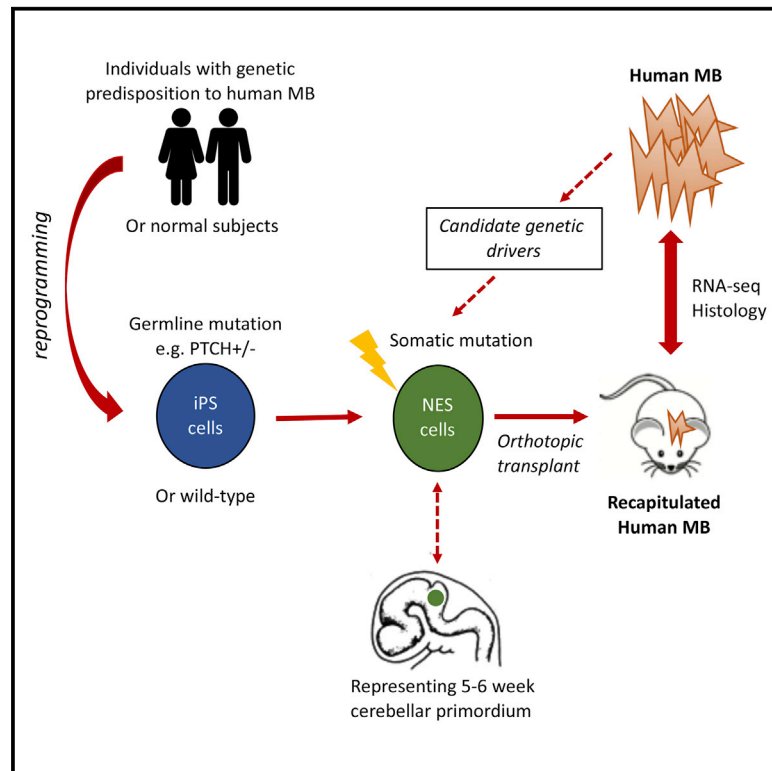 Individuals with genetic
predisposition to human MB
Or normal subjects
reprogramming
Germline mutation
e.g. PTCH+/-
iPS
cells
Or wild-type
Human MB
Candidate genetic
drivers
Somatic mutation
NES
cells
Orthotopic
transplant
RNA-seq
Histology
Recapitulated
Human MB
Representing 5-6 week
cerebellar primordium